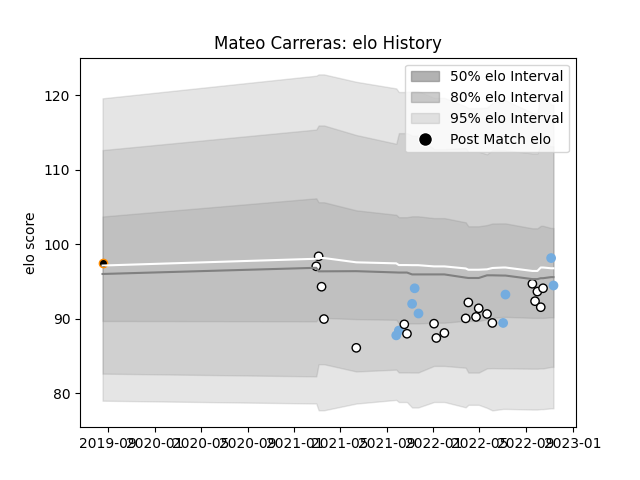 Mateo Carreras: elo History
50% elo Interval
80% elo Interval
95% elo Interval
Post Match elo
elo score
120
110
100
90
80
2019-09 2020-01 2020-05 2020-09 2021-01 2021-05 2021-09 2022-01 2022-05 2022-09 2023-01